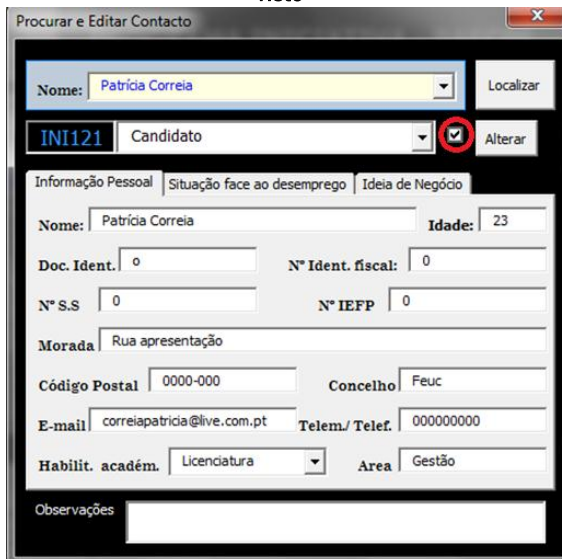 Procurar e Editar Contacto
Nome: Patrícia Correia Localizar
INI121 Candidato Alterar
Informação Pessoal Situação face ao desemprego Ideia de Negócio
Nome: Patrícia Correia Idade: 23
Doc. Ident. o Nº Ident. fiscal: 0
Nº S.S 0 Nº IEFP 0
Morada Rua apresentação
Código Postal 0000-000 Concelho Feuc
E-mail correiapatricia@live.com.pt Telem./ Telef. 000000000
Habilit. académ. Licenciatura Area Gestão
Observações